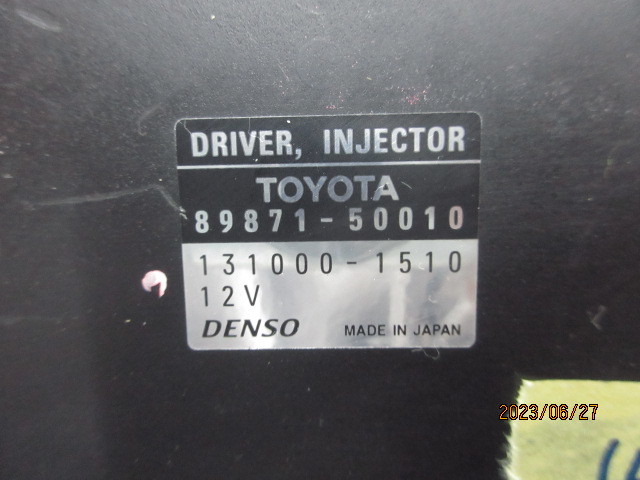 DRIVER, INJECTOR
TOYOTA
89871-50010
131000-1510
12V
DENSO MADE IN JAPAN
2023/06/27